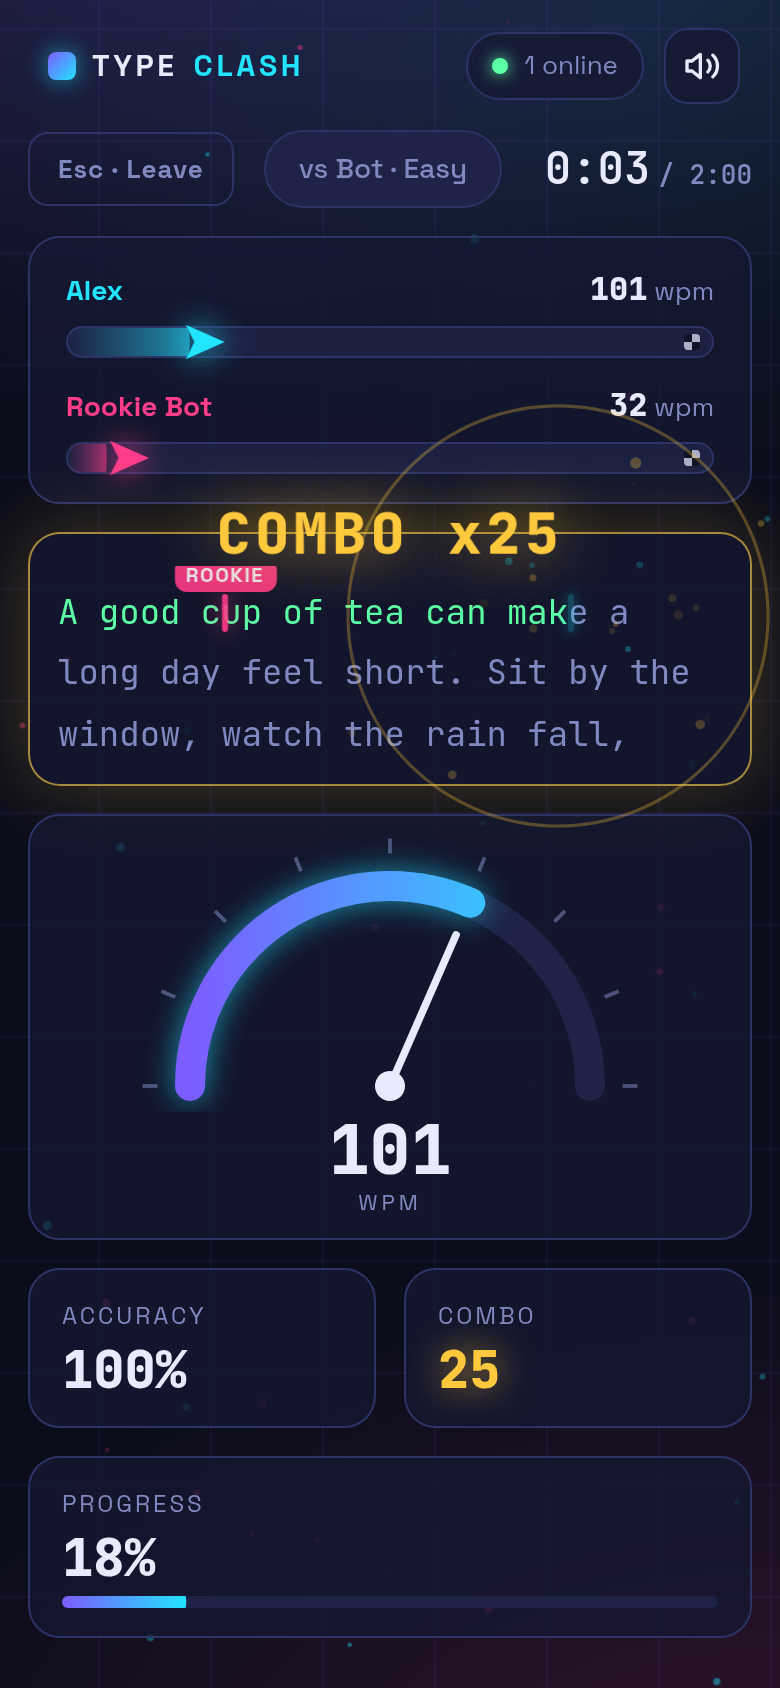 TYPE CLASH
1 online
Esc · Leave
vs Bot · Easy
0:03 / 2:00
Alex
101 wpm
Rookie Bot
32 wpm
COMBO x25
ROOKIE
A good cup of tea can make a
long day feel short. Sit by the
window, watch the rain fall,
101
WPM
ACCURACY
100%
COMBO
25
PROGRESS
18%